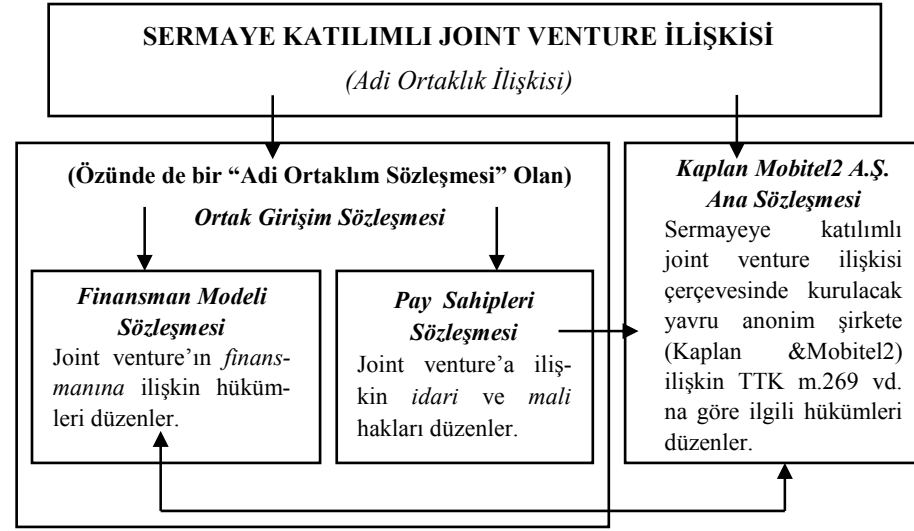 SERMAYE KATILIMLI JOINT VENTURE İLİŞKİSİ
(Adi Ortaklık İlişkisi)
(Özünde de bir “Adi Ortaklım Sözleşmesi” Olan)
Ortak Girişim Sözleşmesi
Finansman Modeli
Sözleşmesi
Joint venture’ın finans-
manına ilişkin hüküm-
leri düzenler.
Pay Sahipleri
Sözleşmesi
Joint venture’a iliş-
kin idari ve mali
hakları düzenler.
Kaplan Mobitel2 A.Ş.
Ana Sözleşmesi
Sermayeye katılımlı
joint venture ilişkisi
çerçevesinde kurulacak
yavru anonim şirkete
(Kaplan &Mobitel2)
ilişkin TTK m.269 vd.
na göre ilgili hükümleri
düzenler.